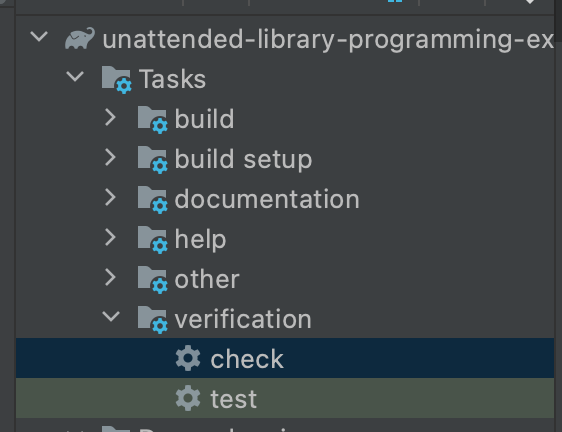 unattended-library-programming-ex
Tasks
build
build setup
documentation
help
other
verification
check
test